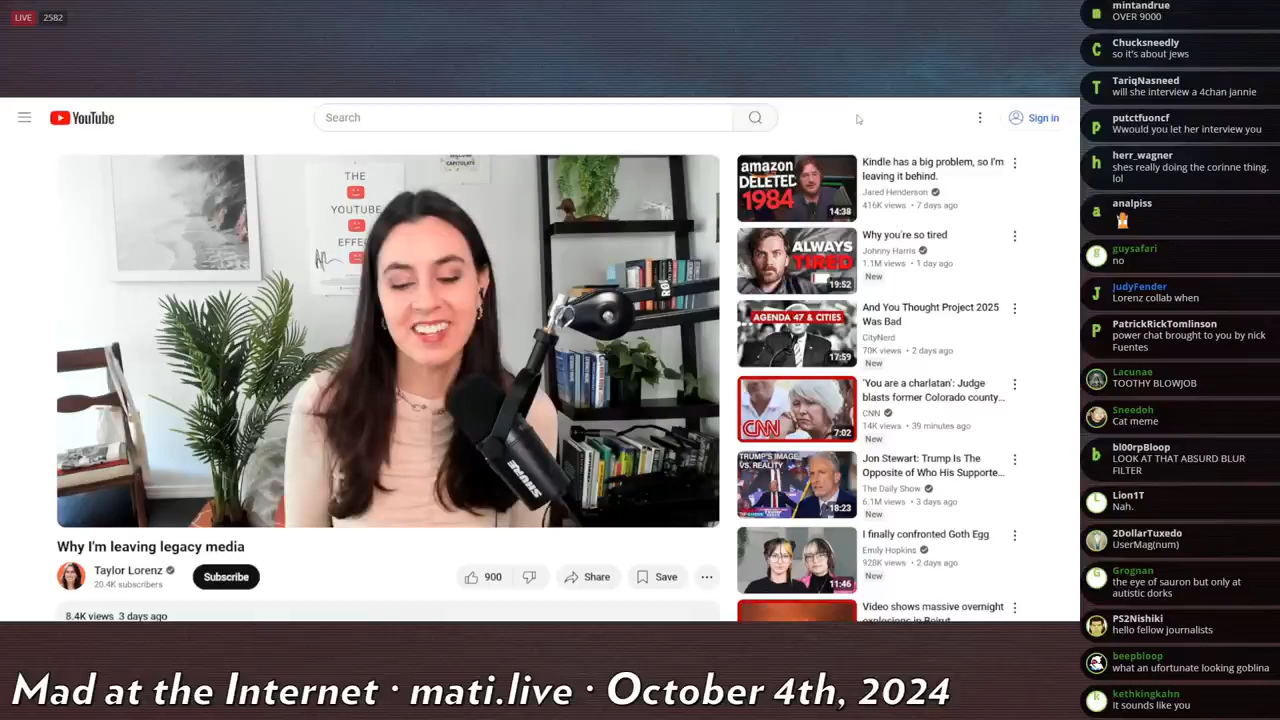 LIVE 2582
YouTube
Search
Sign in
CAPITALI
THE
YOUTUBE
EFFE
SHURE
Why I'm leaving legacy media
Taylor Lorenz
20.4K subscribers
Subscribe
900
Share
Save
8.4K views 3 days ago
amazon
DELETED
1984
14:38
Kindle has a big problem, so I'm
leaving it behind.
Jared Henderson
416K views • 7 days ago
ALWAYS
TIRED
19:52
Why you're so tired
Johnny Harris
1.1M views • 1 day ago
New
AGENDA 47 & CITIES
17:59
And You Thought Project 2025
Was Bad
CityNerd
70K views • 2 days ago
New
CNN
7:02
'You are a charlatan': Judge
blasts former Colorado county...
CNN
14K views • 39 minutes ago
New
TRUMP'S IMAGE
VS. REALITY
18:23
Jon Stewart: Trump Is The
Opposite of Who His Supporte...
The Daily Show
6.1M views • 3 days ago
New
11:46
I finally confronted Goth Egg
Emily Hopkins
928K views • 2 days ago
New
Video shows massive overnight
explosions in Beirut
mintandrue
OVER 9000
Chucksneedly
so it's about jews
TariqNasneed
will she interview a 4chan jannie
putctfuoncf
Wwould you let her interview you
herr_wagner
shes really doing the corinne thing.
lol
analpiss
guysafari
no
JudyFender
Lorenz collab when
PatrickRickTomlinson
power chat brought to you by nick
Fuentes
Lacunae
TOOTHY BLOWJOB
Sneedoh
Cat meme
bl00rpBloop
LOOK AT THAT ABSURD BLUR
FILTER
Lion1T
Nah.
2DollarTuxedo
UserMag(num)
Grognan
the eye of sauron but only at
autistic dorks
PS2Nishiki
hello fellow journalists
beepbloop
what an ufortunate looking goblina
kethkingkahn
It sounds like you
Mad at the Internet · mati.live · October 4th, 2024